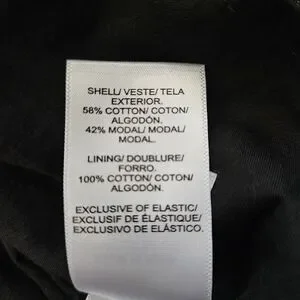 SHELL/ VESTE/ TELA
EXTERIOR.
58% COTTON/ COTON/
ALGODÓN.
42% MODAL/ MODAL/
MODAL.
LINING/ DOUBLURE/
FORRO.
100% COTTON/ COTON/
ALGODÓN.
EXCLUSIVE OF ELASTIC/
EXCLUSIF DE ÉLASTIQUE/
EXCLUSIVO DE ELÁSTICO.